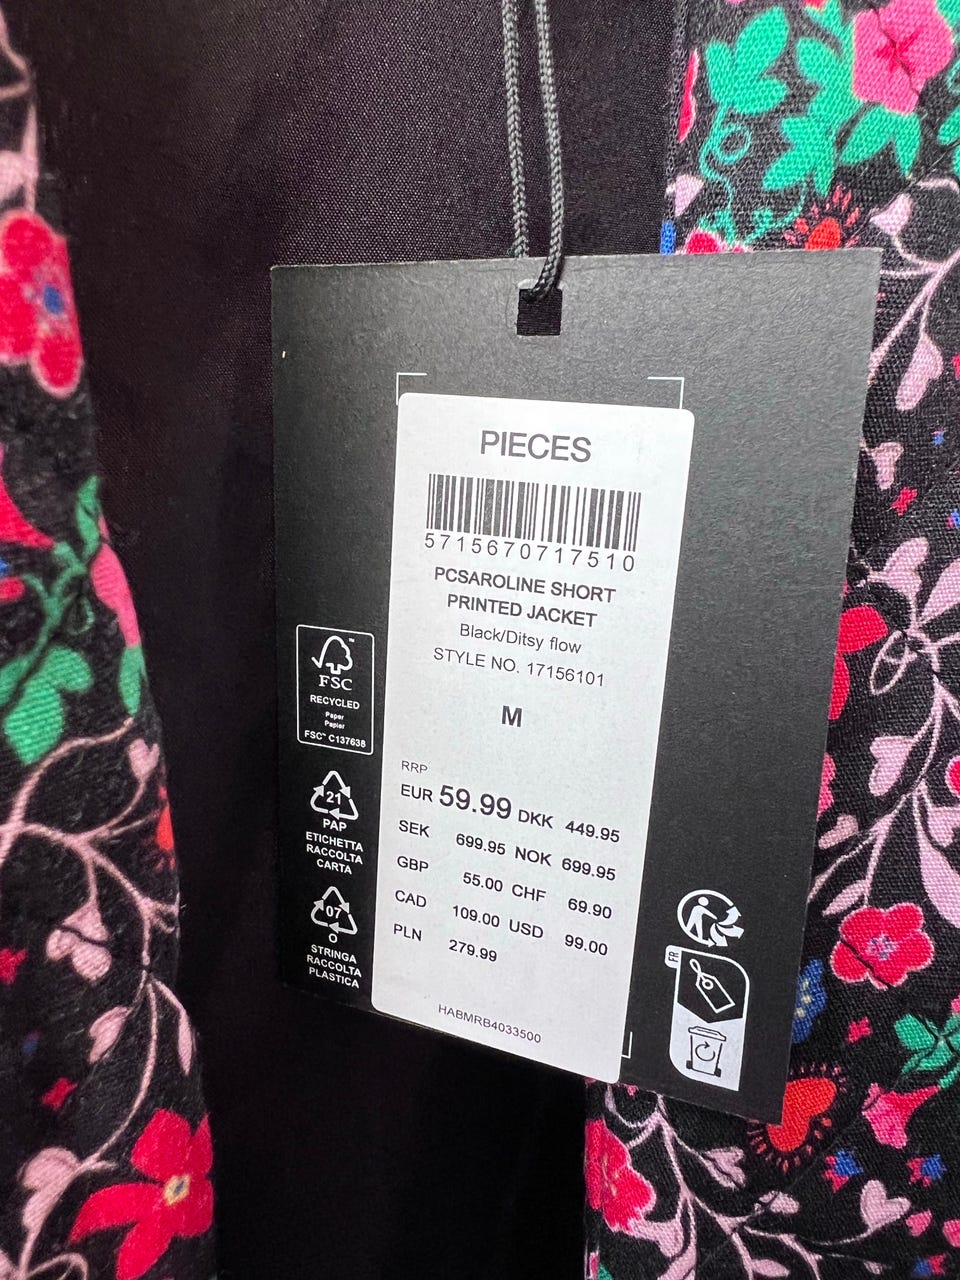 PIECES
5715670717510
PCSAROLINE SHORT
PRINTED JACKET
Black/Ditsy flow
STYLE NO. 17156101
M
RRP
EUR 59.99 DKK 449.95
SEK 699.95 NOK 699.95
GBP 55.00 CHF 69.90
CAD 109.00 USD 99.00
PLN 279.99
HABMRB4033500
FSC™
RECYCLED
Paper
Papier
FSC™ C137638
21
PAP
ETICHETTA
RACCOLTA
CARTA
07
O
STRINGA
RACCOLTA
PLASTICA
FR